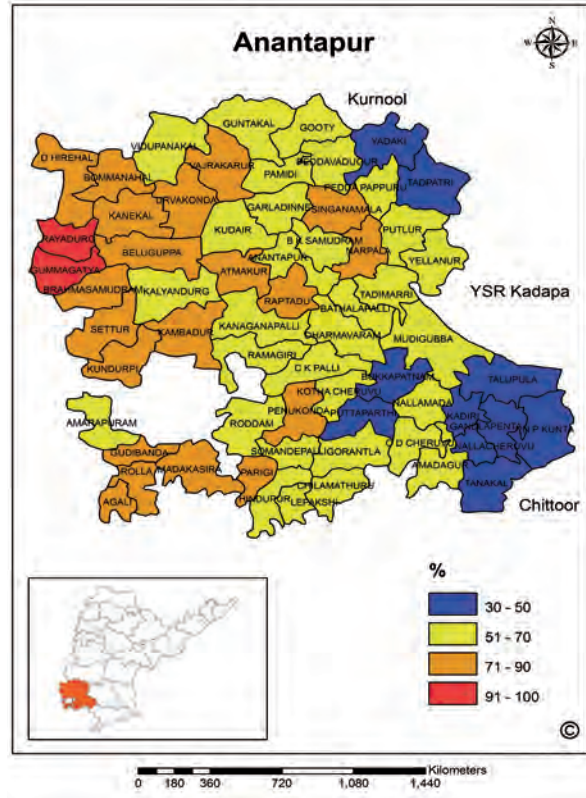 Anantapur
N
W E
S
Kurnool
GUNTAKAL
GOOTY
YADAKI
VIDUPANAKAL
D HIREHAL
BOMMANAHAL
VAJRAKARUR
PEDDAVADUGUR
TADPATRI
PAMIDI
PEDDA PAPPURU
URVAKONDA
KANEKAL
GARLADINNE
SINGANAMALA
RAYADURG
KUDAIR
B K SAMUDRAM
PUTLUR
BELUGUPPA
ANANTAPUR
NARPALA
YELLANUR
GUMMAGATTA
ATMAKUR
BRAHMASAMUDRAM
KALYANDURG
RAPTADU
TADIMARRI
YSR Kadapa
BATHALAPALLI
SETTUR
KAMBADUR
KANAGANAPALLI
DHARMAVARAM
MUDIGUBBA
RAMAGIRI
KUNDURPI
C K PALLI
BUKKAPATNAM
TALUPULA
KOTHA CHERUVU
NALLAMADA
PENUKONDA
PUTTAPARTHI
KADIRI
GANDLAPENTA
N P KUNTA
AMARAPURAM
RODDAM
NALLACHERUVU
GUDIBANDA
SOMANDEPALLI
GORANTLA
O D CHERUVU
ROLLA
MADAKASIRA
PARIGI
AMADAGUR
TANAKAL
AGALI
HINDUPUR
CHILAMATHURU
LEPAKSHI
Chittoor
%
30 - 50
51 - 70
71 - 90
91 - 100
©
Kilometers
0 180 360 720 1,080 1,440